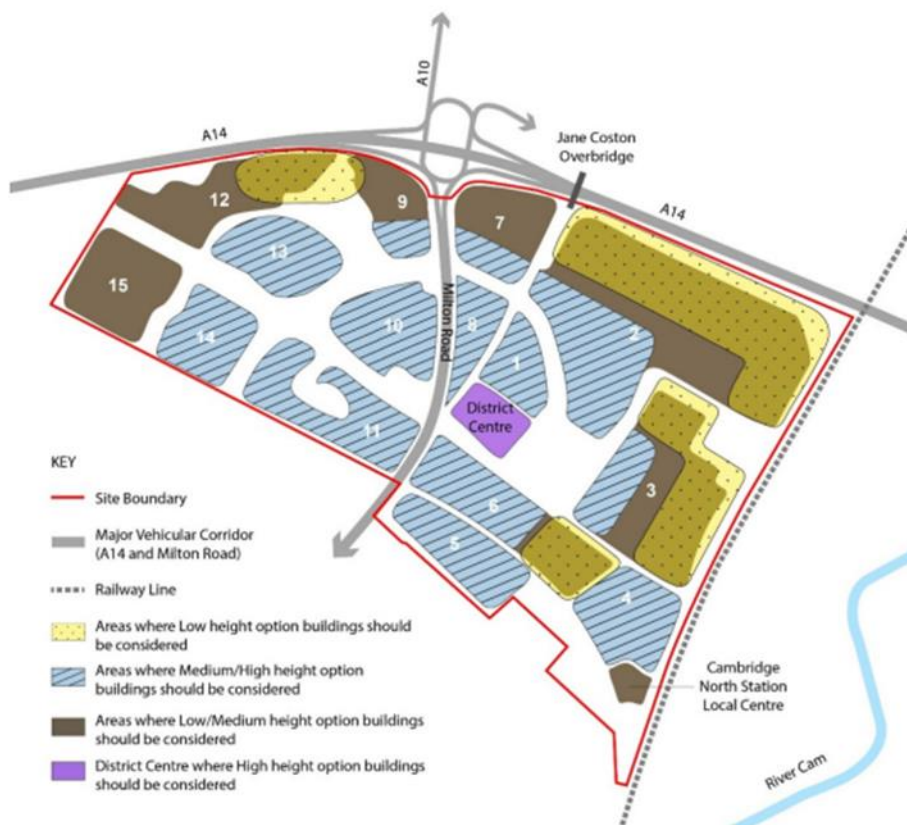 A10
A14
Jane Coston
Overbridge
A14
12
9
7
13
15
2
14
10
Milton Road
8
1
District
Centre
11
3
6
5
4
KEY
Site Boundary
Major Vehicular Corridor
(A14 and Milton Road)
Railway Line
Areas where Low height option buildings should
be considered
Areas where Medium/High height option
buildings should be considered
Areas where Low/Medium height option buildings
should be considered
District Centre where High height option buildings
should be considered
Cambridge
North Station
Local Centre
River Cam